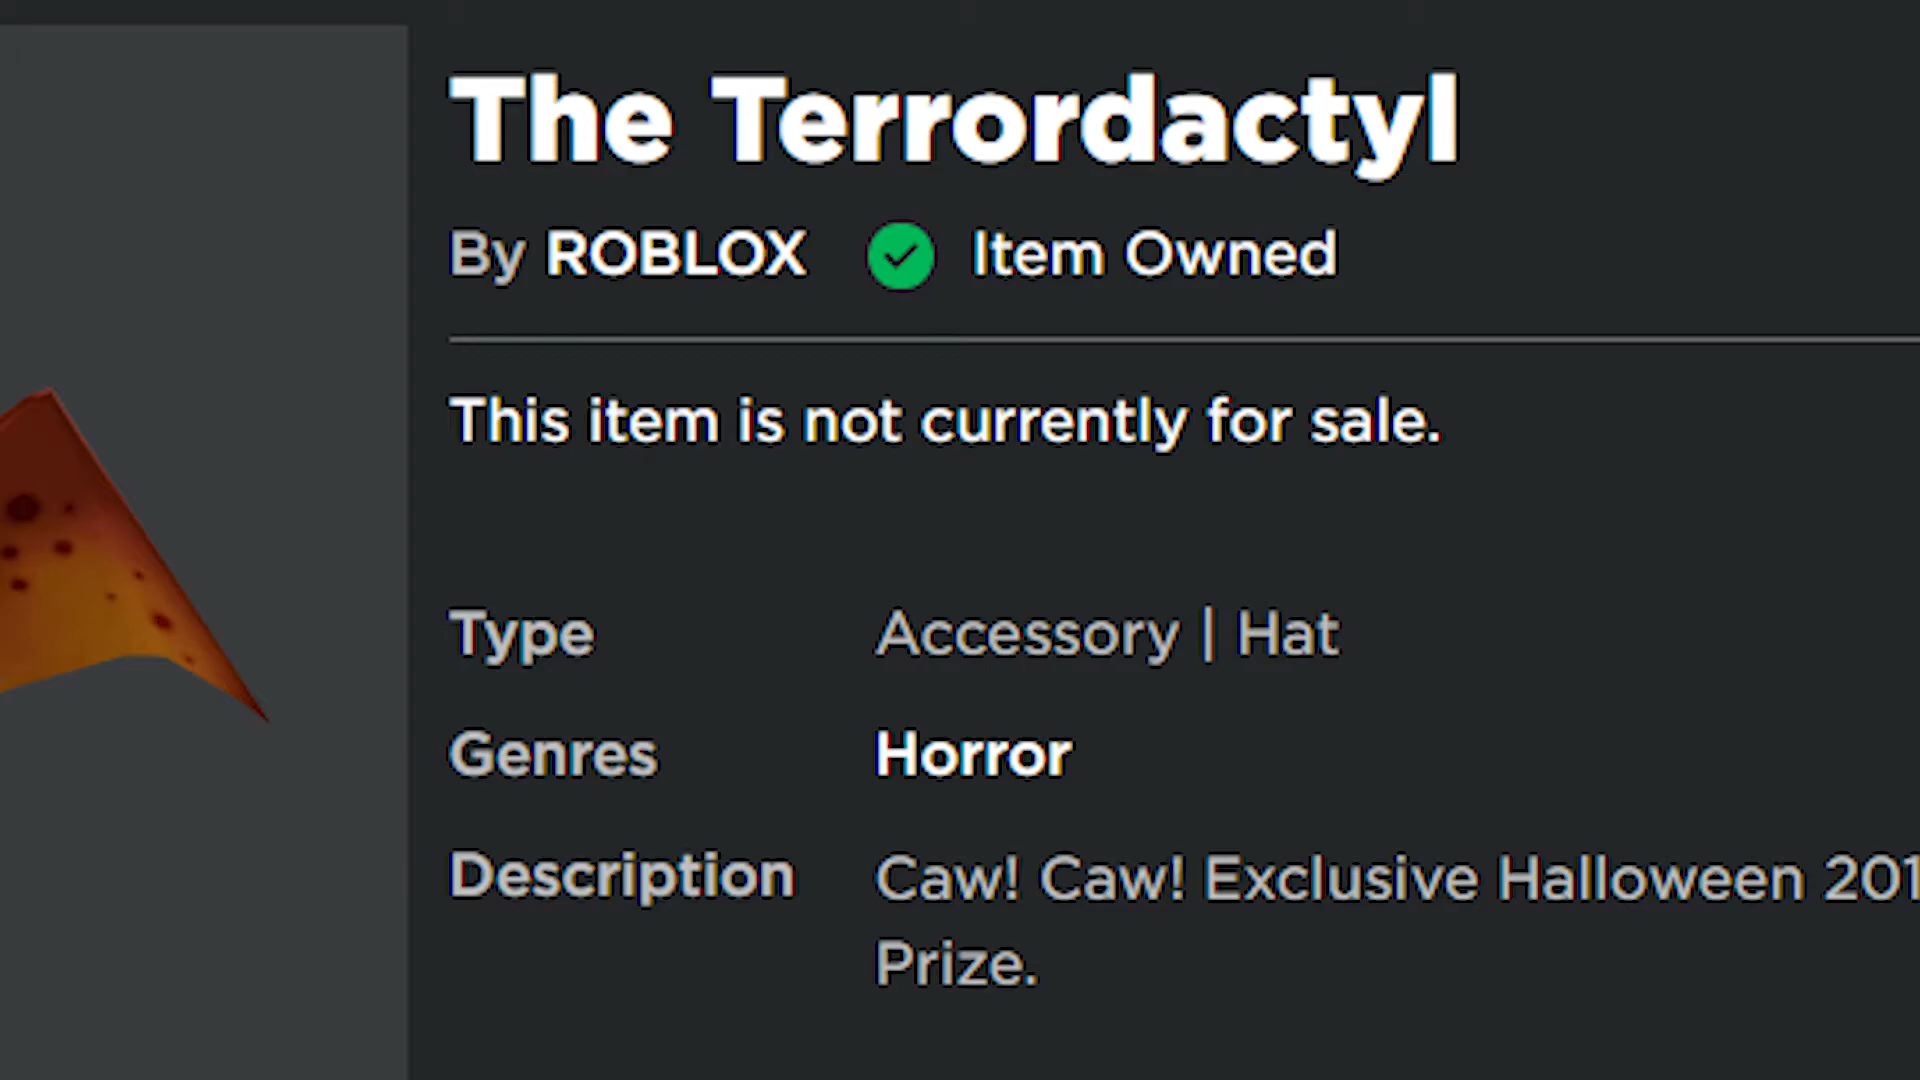 The Terrordactyl
By ROBLOX Item Owned
This item is not currently for sale.
Type Accessory | Hat
Genres Horror
Description Caw! Caw! Exclusive Halloween 201
Prize.